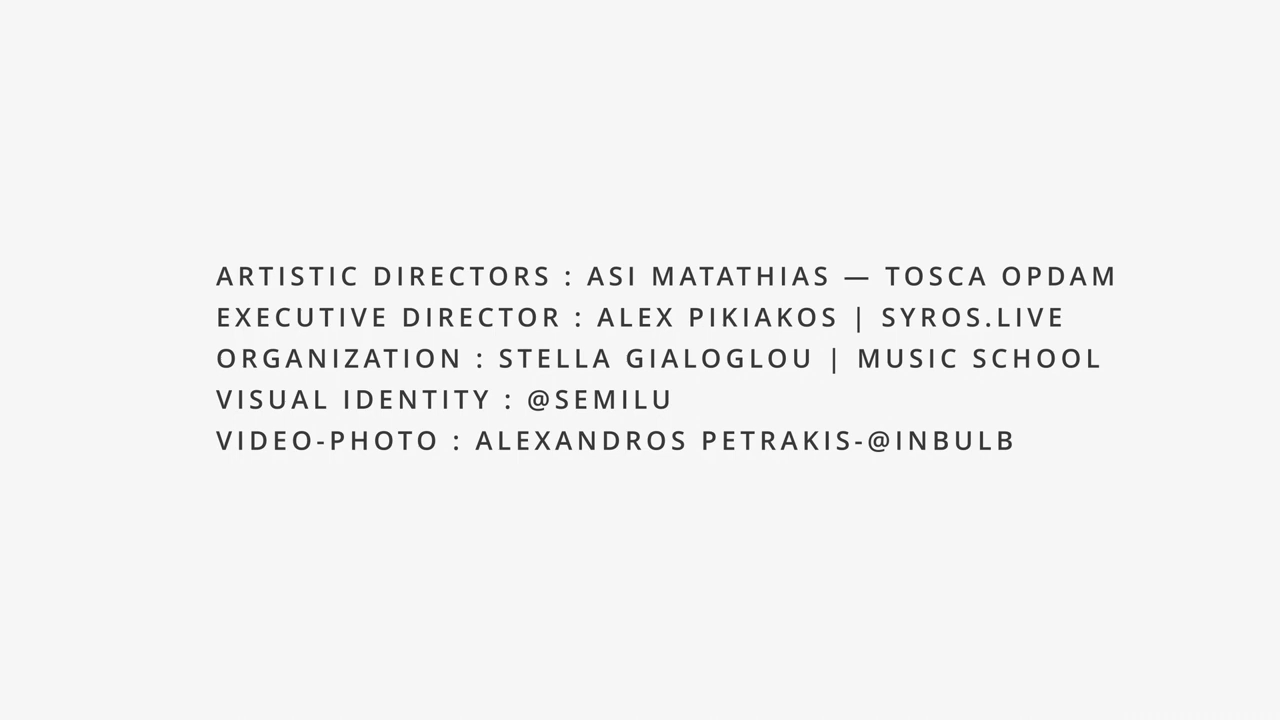 ARTISTIC DIRECTORS : ASI MATATHIAS — TOSCA OPDAM
EXECUTIVE DIRECTOR : ALEX PIKIAKOS | SYROS.LIVE
ORGANIZATION : STELLA GIALOGLOU | MUSIC SCHOOL
VISUAL IDENTITY : @SEMILU
VIDEO-PHOTO : ALEXANDROS PETRAKIS-@INBULB